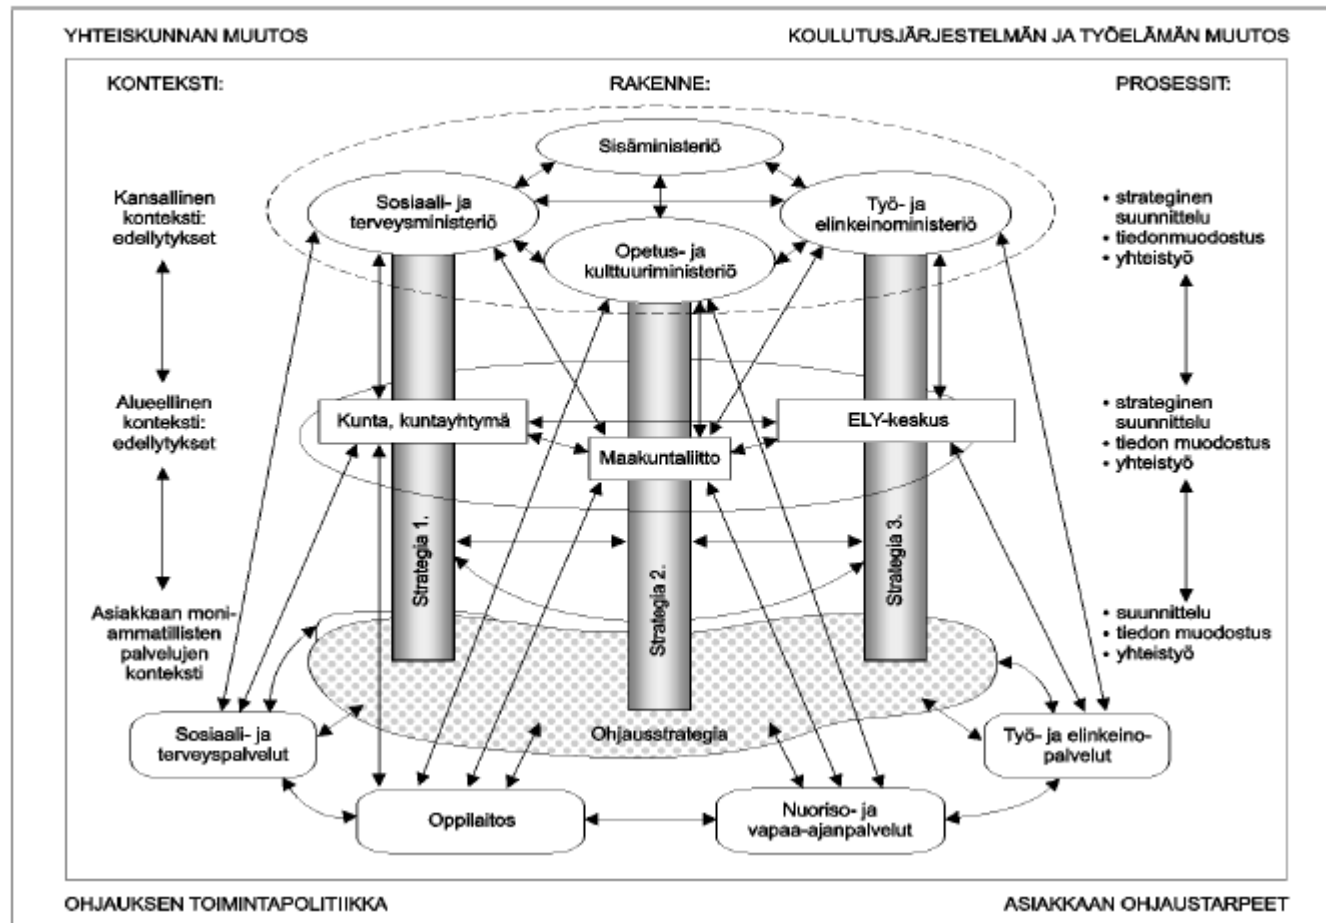 YHTEISKUNNAN MUUTOS
KOULUTUSJÄRJESTELMÄN JA TYÖELÄMÄN MUUTOS
KONTEKSTI:
RAKENNE:
PROSESSIT:
Sisäministeriö
Kansallinen
konteksti:
edellytykset
Sosiaali- ja
terveysministeriö
Työ- ja
elinkeinoministeriö
Opetus- ja
kulttuuriministeriö
• strateginen
suunnittelu
• tiedonmuodostus
• yhteistyö
Alueellinen
konteksti:
edellytykset
Kunta, kuntayhtymä
ELY-keskus
Maakuntaliitto
• strateginen
suunnittelu
• tiedon muodostus
• yhteistyö
Strategia 1.
Strategia 2.
Strategia 3.
Asiakkaan moni-
ammatillisten
palvelujen
konteksti
• suunnittelu
• tiedon muodostus
• yhteistyö
Ohjausstrategia
Sosiaali- ja
terveyspalvelut
Työ- ja elinkeino-
palvelut
Oppilaitos
Nuoriso- ja
vapaa-ajanpalvelut
OHJAUKSEN TOIMINTAPOLITIIKKA
ASIAKKAAN OHJAUSTARPEET